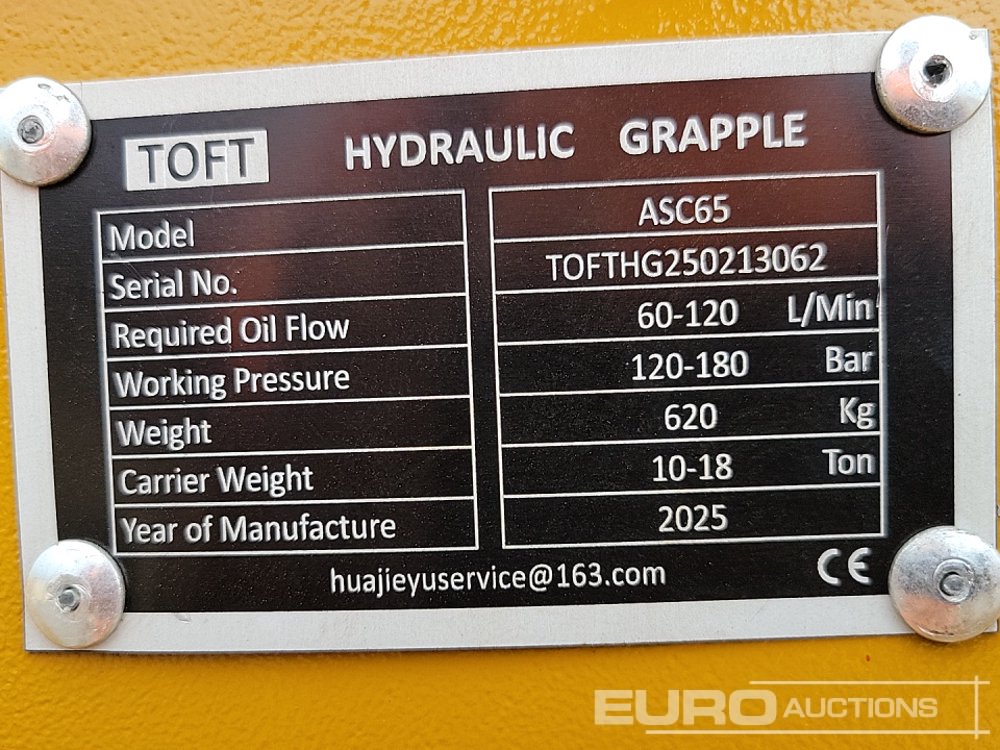 TOFT HYDRAULIC GRAPPLE
Model ASC65
Serial No. TOFTHG250213062
Required Oil Flow 60-120 L/Min
Working Pressure 120-180 Bar
Weight 620 Kg
Carrier Weight 10-18 Ton
Year of Manufacture 2025
huajieyuservice@163.com CE
EURO AUCTIONS